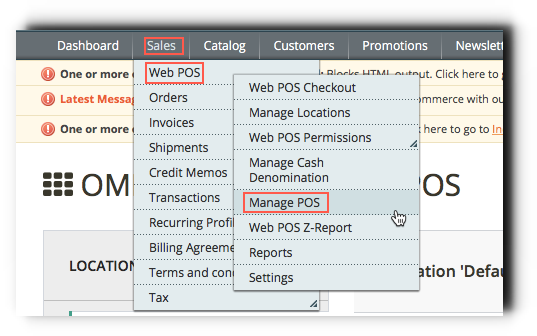 Dashboard Sales Catalog Customers Promotions Newslett
Web POS
One or more Blocks HTML output. Click here to g
Latest Messag mmerce with ou
One or more here to go to In
Orders
Invoices
Shipments
Credit Memos
Transactions
Recurring Profil
Billing Agreeme
Terms and cond
Tax
Web POS Checkout
Manage Locations
Web POS Permissions
Manage Cash
Denomination
Manage POS
Web POS Z-Report
Reports
Settings
OM OS
LOCATION ation 'Defau